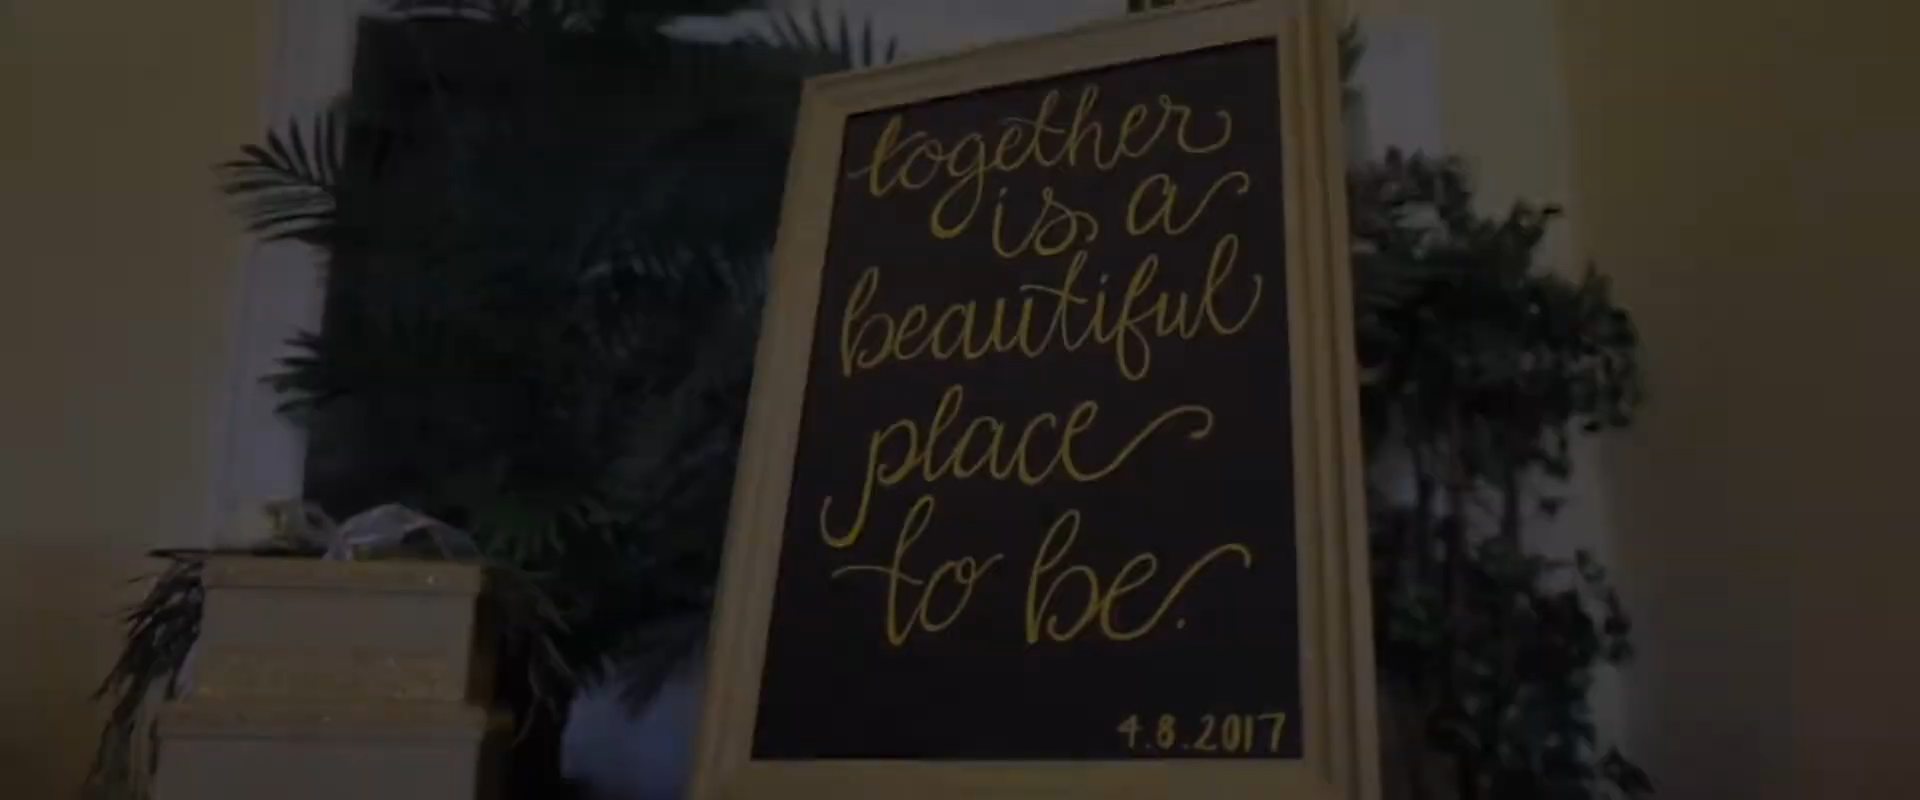 together
is a
beautiful
place
to be.
4.8.2017